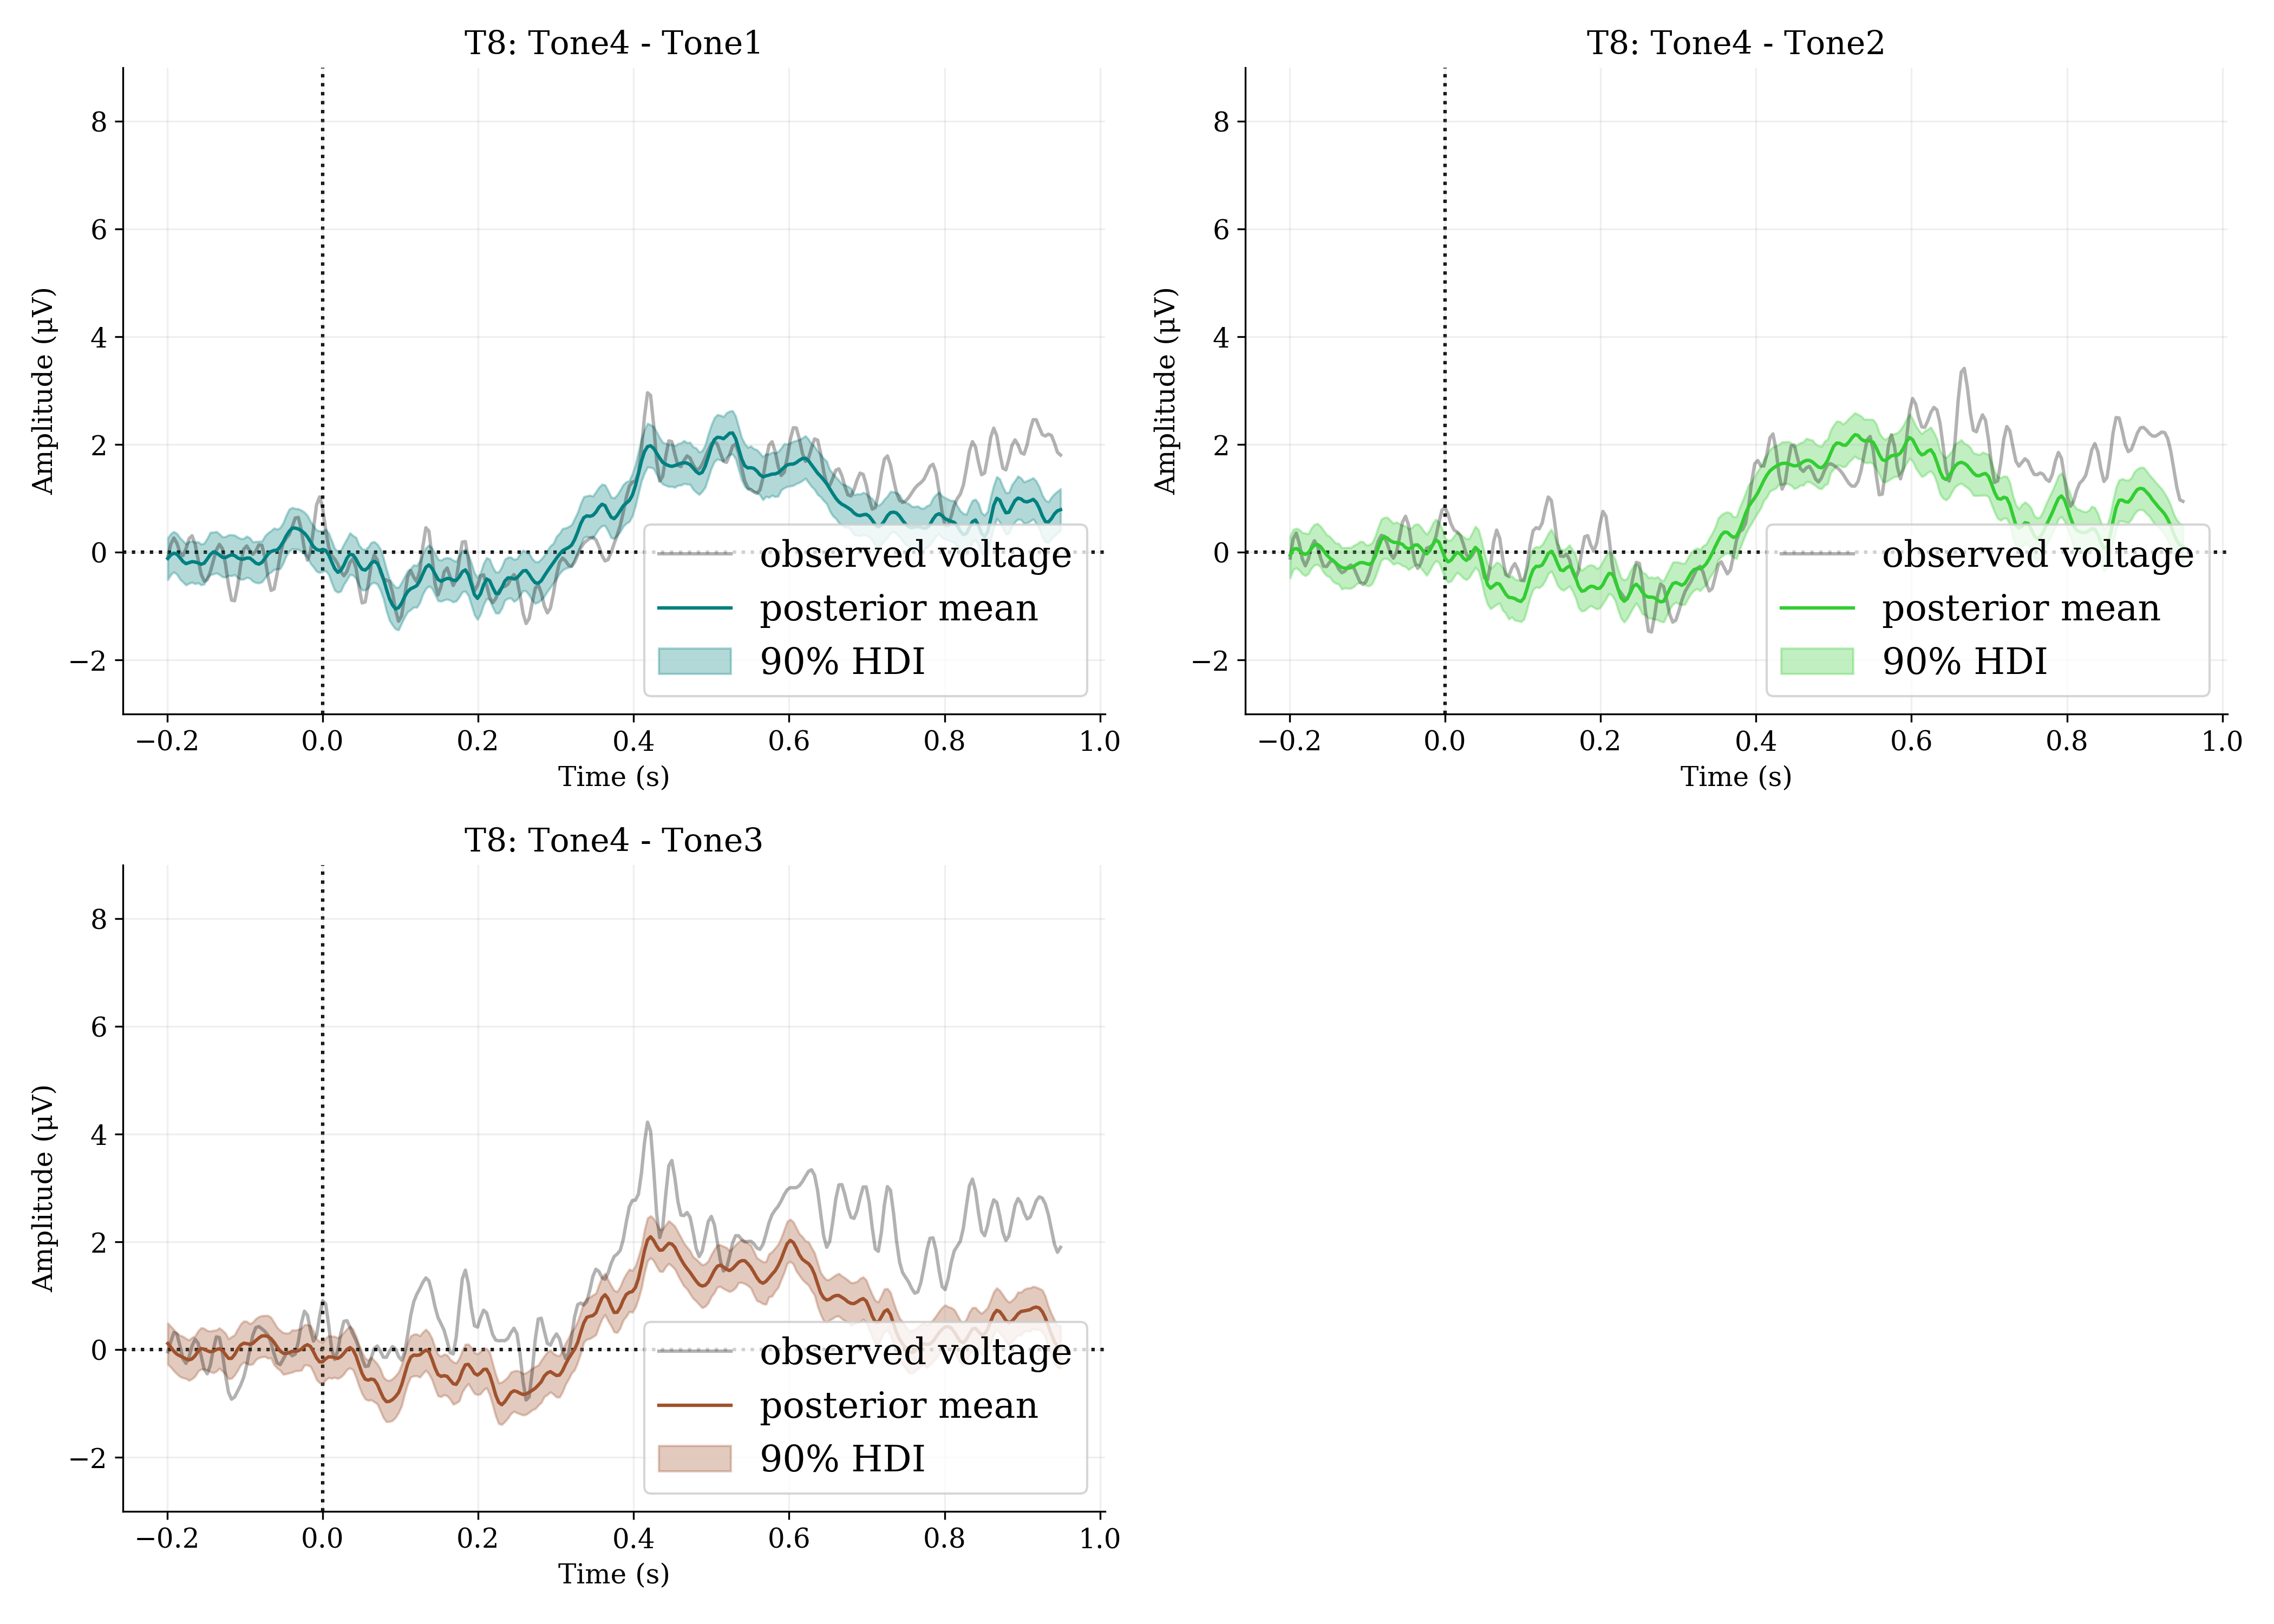 T8: Tone4 - Tone1
Amplitude (µV)
8
6
4
2
0
−2
observed voltage
posterior mean
90% HDI
−0.2 0.0 0.2 0.4 0.6 0.8 1.0
Time (s)
T8: Tone4 - Tone2
Amplitude (µV)
8
6
4
2
0
−2
observed voltage
posterior mean
90% HDI
−0.2 0.0 0.2 0.4 0.6 0.8 1.0
Time (s)
T8: Tone4 - Tone3
Amplitude (µV)
8
6
4
2
0
−2
observed voltage
posterior mean
90% HDI
−0.2 0.0 0.2 0.4 0.6 0.8 1.0
Time (s)